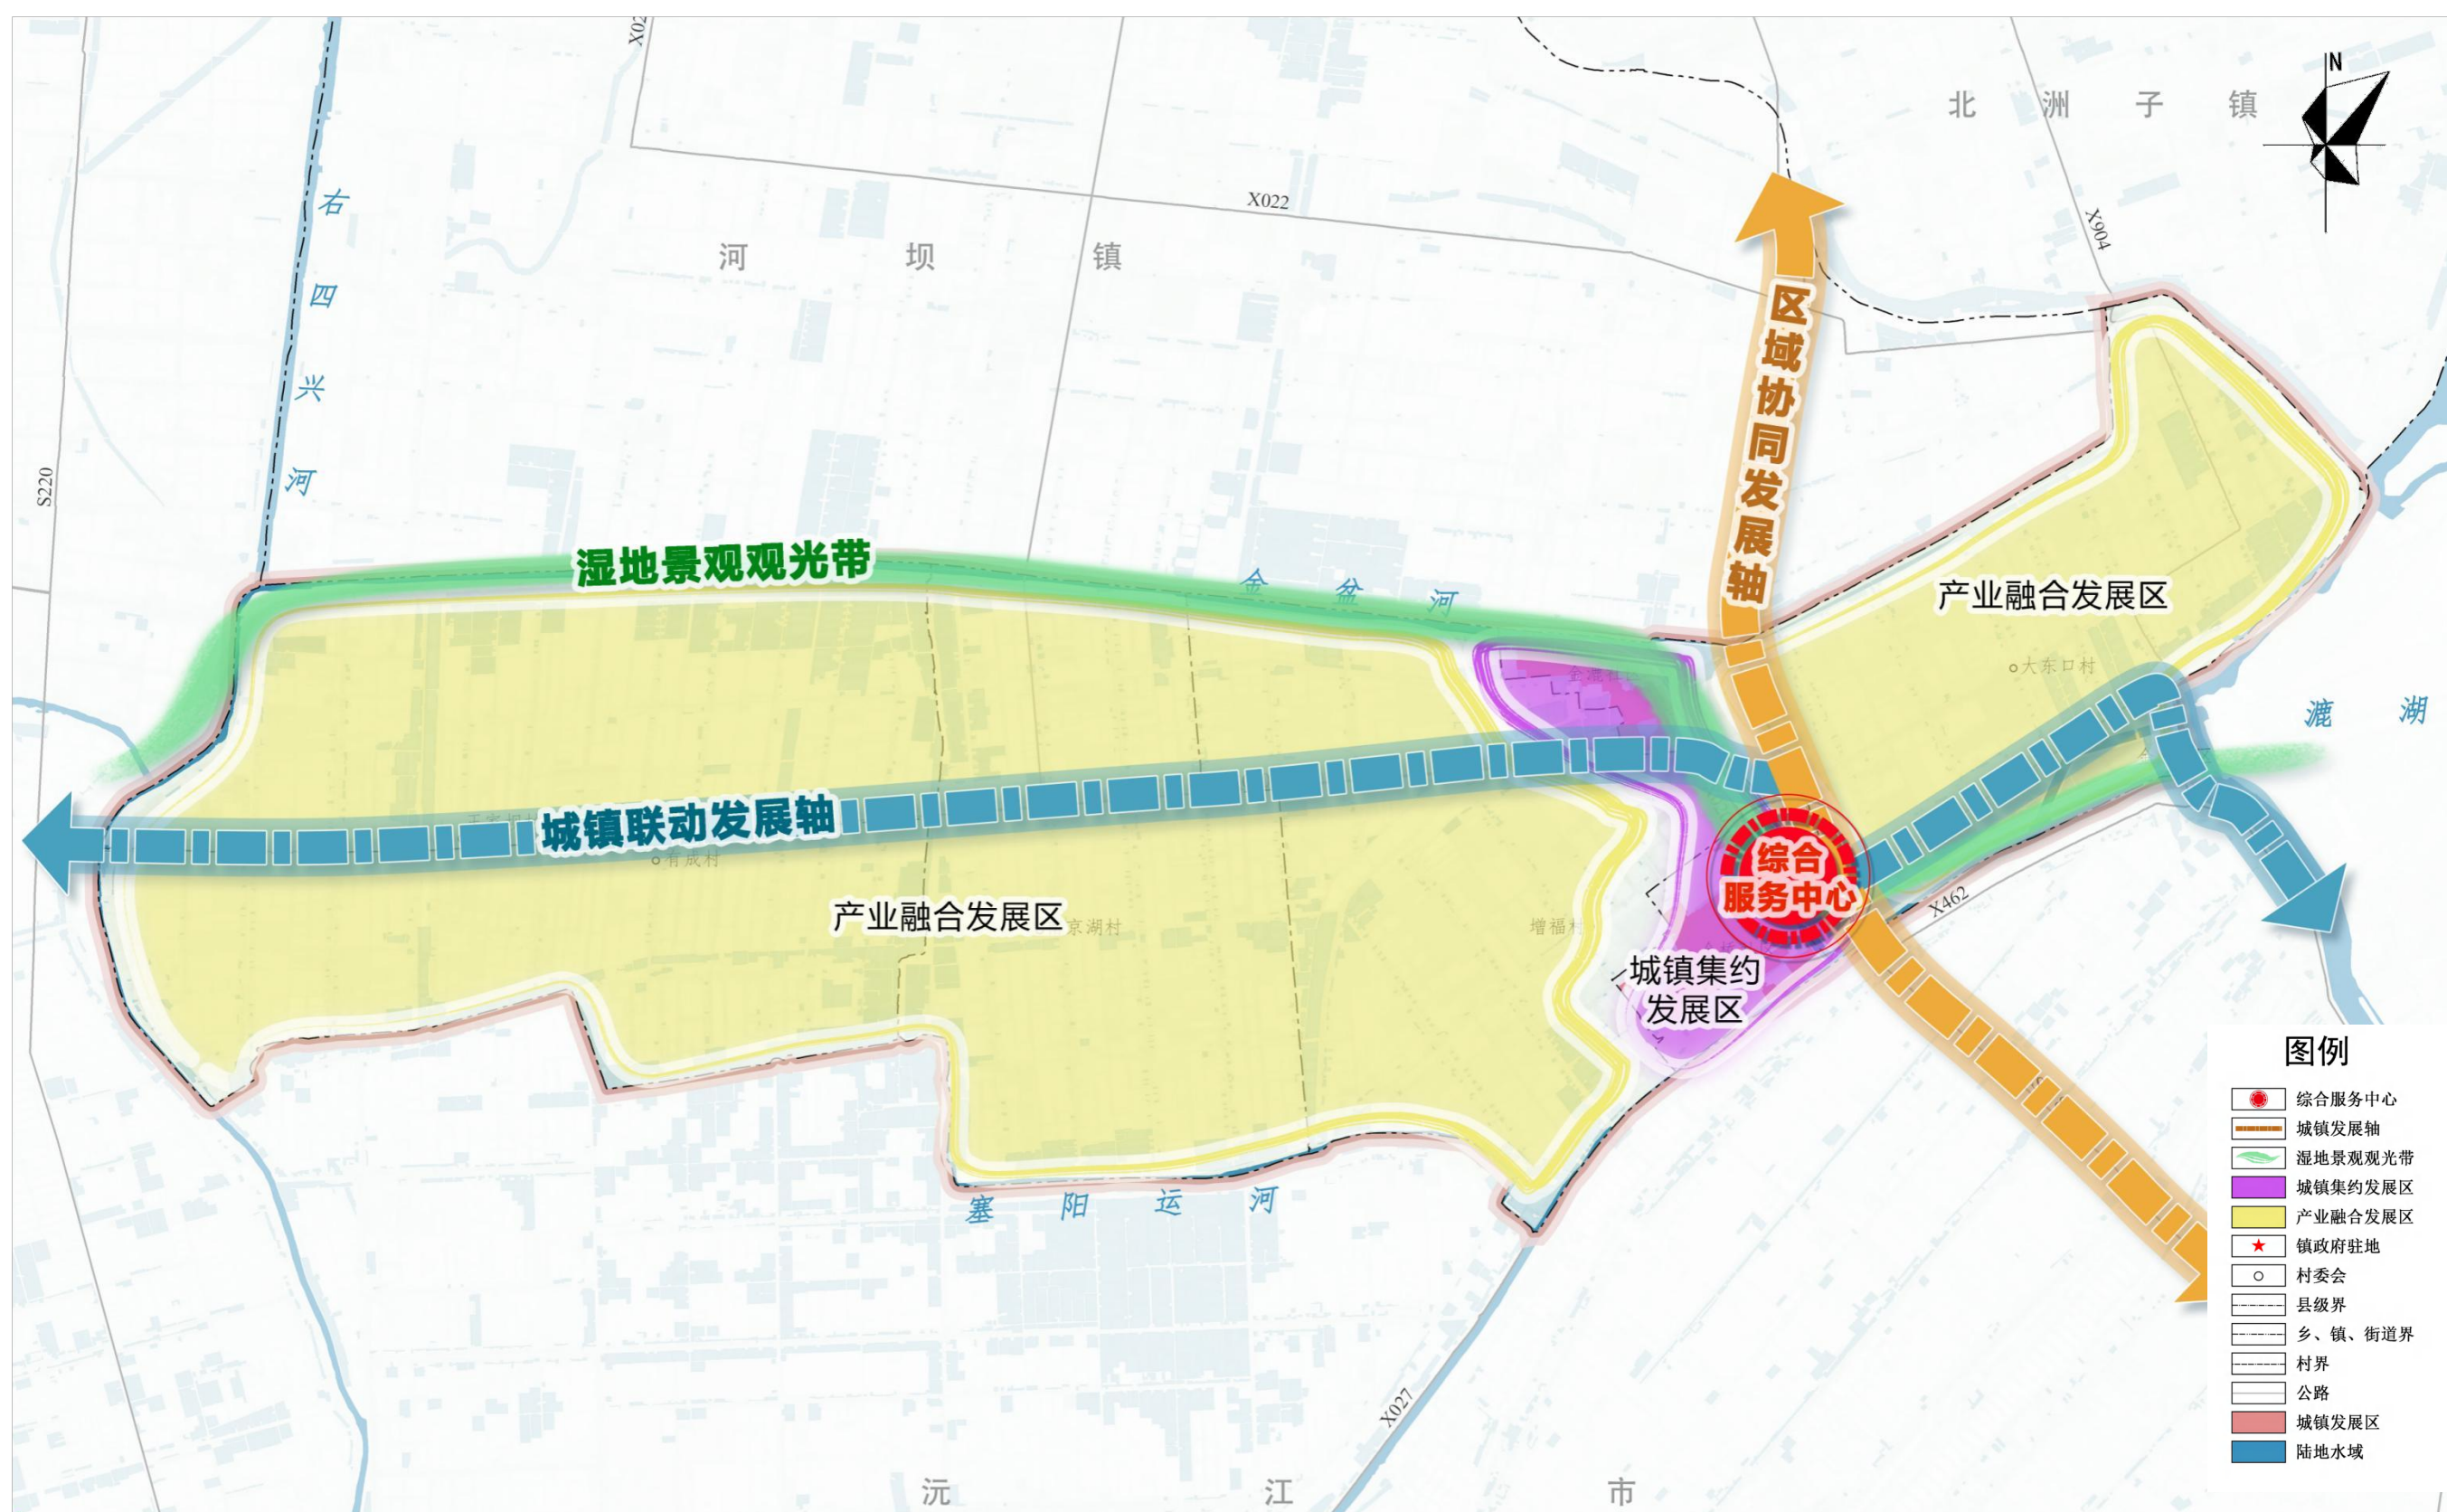 X02
N
北洲子镇
X022
X904
右四兴河
河坝镇
S220
区域协同发展轴
湿地景观观光带
金盆河
产业融合发展区
大东口村
漉湖
城镇联动发展轴
有成村
综合
服务中心
产业融合发展区
京湖村
增福村
X462
城镇集约
发展区
塞阳运河
X027
沅江市
图例
综合服务中心
城镇发展轴
湿地景观观光带
城镇集约发展区
产业融合发展区
镇政府驻地
村委会
县级界
乡、镇、街道界
村界
公路
城镇发展区
陆地水域